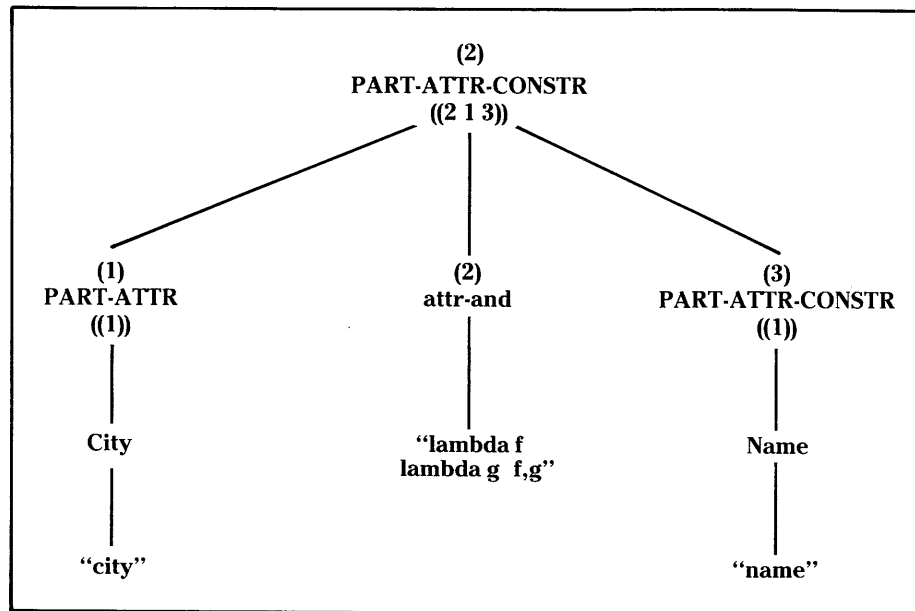 (2)
PART-ATTR-CONSTR
((2 1 3))
(1)
PART-ATTR
((1))
(2)
attr-and
(3)
PART-ATTR-CONSTR
((1))
City
“lambda f
lambda g f,g”
Name
“city”
“name”